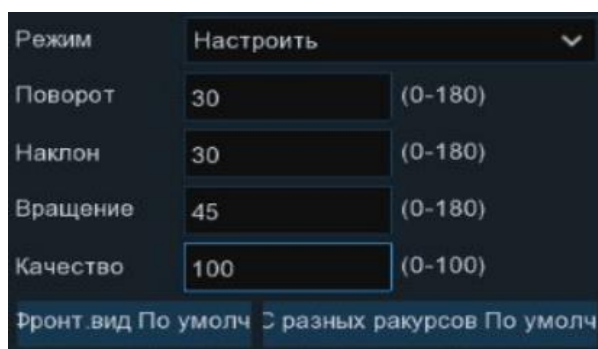 Режим Настроить
Поворот 30 (0-180)
Наклон 30 (0-180)
Вращение 45 (0-180)
Качество 100 (0-100)
Фронт.вид По умолч С разных ракурсов По умолч